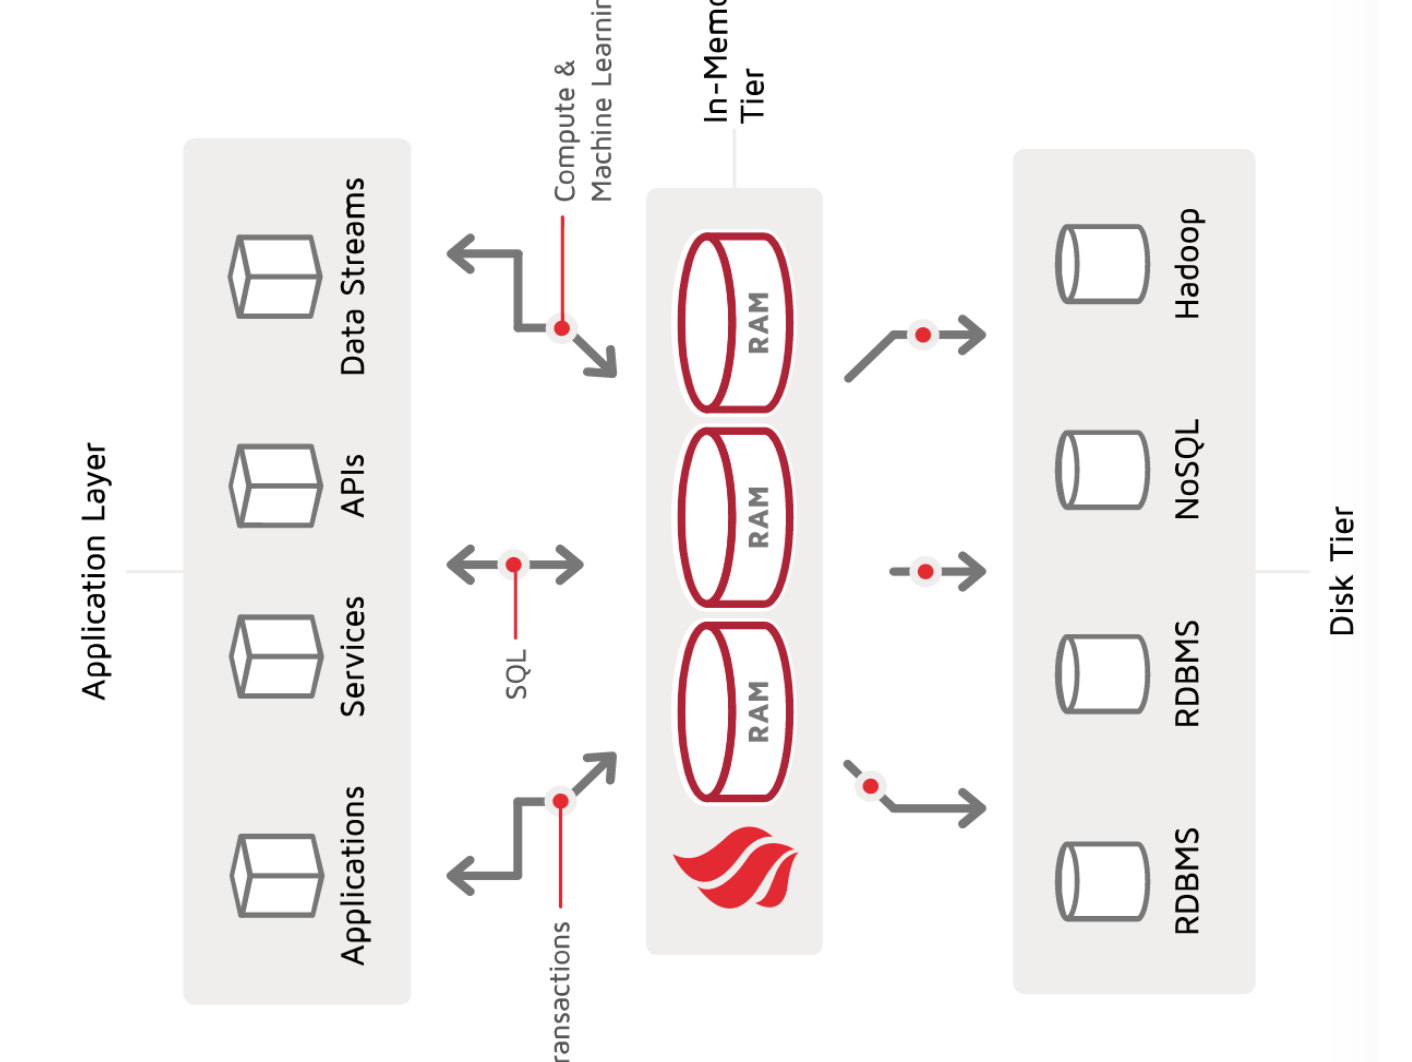 Application Layer
Applications
Services
APIs
Data Streams
ransactions
SQL
Compute &
Machine Learnin
In-Memo
Tier
RAM
RAM
RAM
RDBMS
RDBMS
NoSQL
Hadoop
Disk Tier